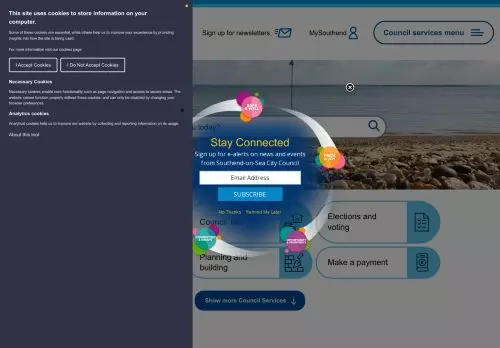 This site uses cookies to store information on your
computer.
Some of these cookies are essential, while others help us to improve your experience by providing
insights into how the site is being used.
For more information visit our cookies page
I Accept Cookies
I Do Not Accept Cookies
Necessary Cookies
Necessary cookies enable core functionality such as page navigation and access to secure areas. The
website cannot function properly without these cookies, and can only be disabled by changing your
browser preferences.
Analytics cookies
Analytical cookies help us to improve our website by collecting and reporting information on its usage.
About this tool
Sign up for newsletters
MySouthend
Council services menu
today?
Stay Connected
Sign up for e-alerts on news and events
from Southend-on-Sea City Council
Email Address
SUBSCRIBE
No Thanks
Remind Me Later
Council
Elections and
voting
Planning and
building
Make a payment
Show more Council Services